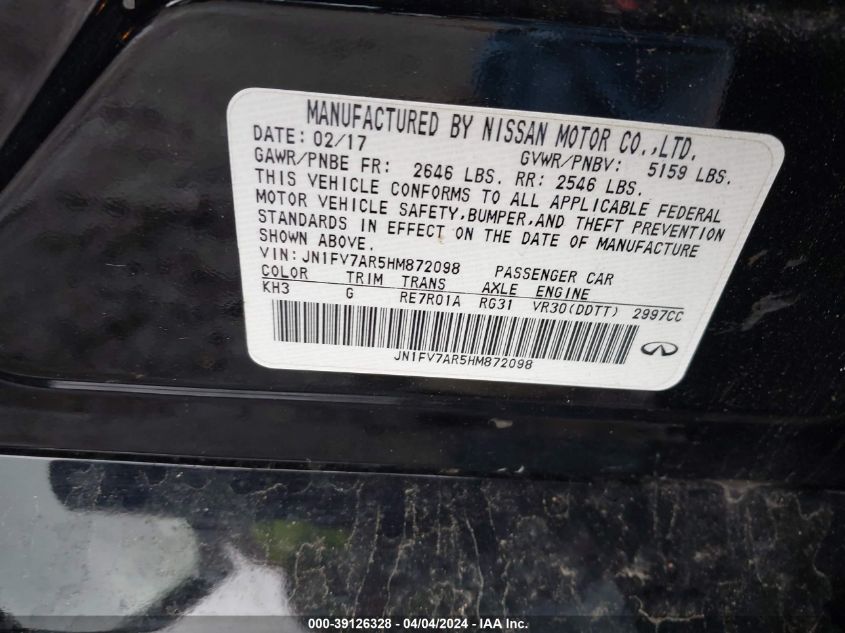 MANUFACTURED BY NISSAN MOTOR CO.,LTD.
DATE: 02/17 GVWR/PNBV: 5159 LBS.
GAWR/PNBE FR: 2646 LBS. RR: 2546 LBS.
THIS VEHICLE CONFORMS TO ALL APPLICABLE FEDERAL
MOTOR VEHICLE SAFETY,BUMPER,AND THEFT PREVENTION
STANDARDS IN EFFECT ON THE DATE OF MANUFACTURE
SHOWN ABOVE.
VIN: JN1FV7AR5HM872098 PASSENGER CAR
COLOR TRIM TRANS AXLE ENGINE
KH3 G RE7R01A RG31 VR30(DDTT) 2997CC
JN1FV7AR5HM872098
000-39126328 - 04/04/2024 - IAA